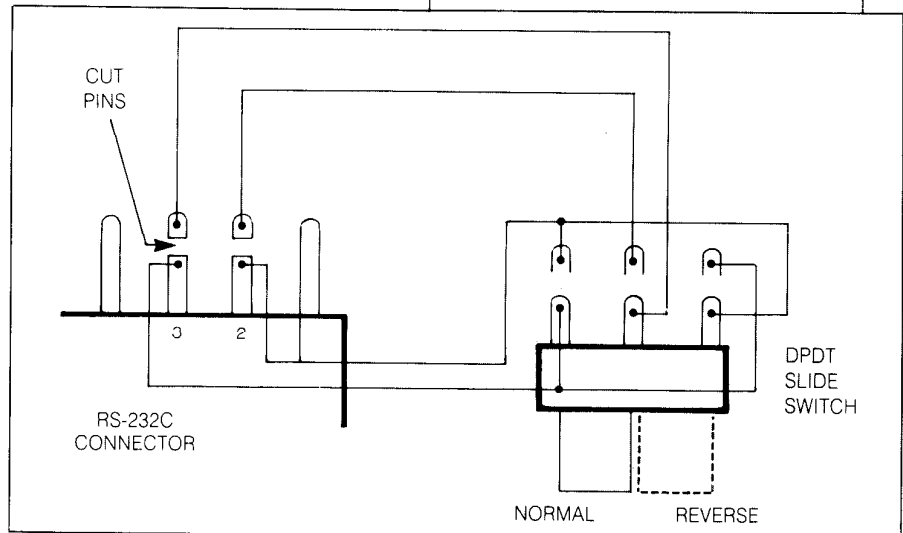 CUT
PINS
3 2
RS-232C
CONNECTOR
DPDT
SLIDE
SWITCH
NORMAL REVERSE